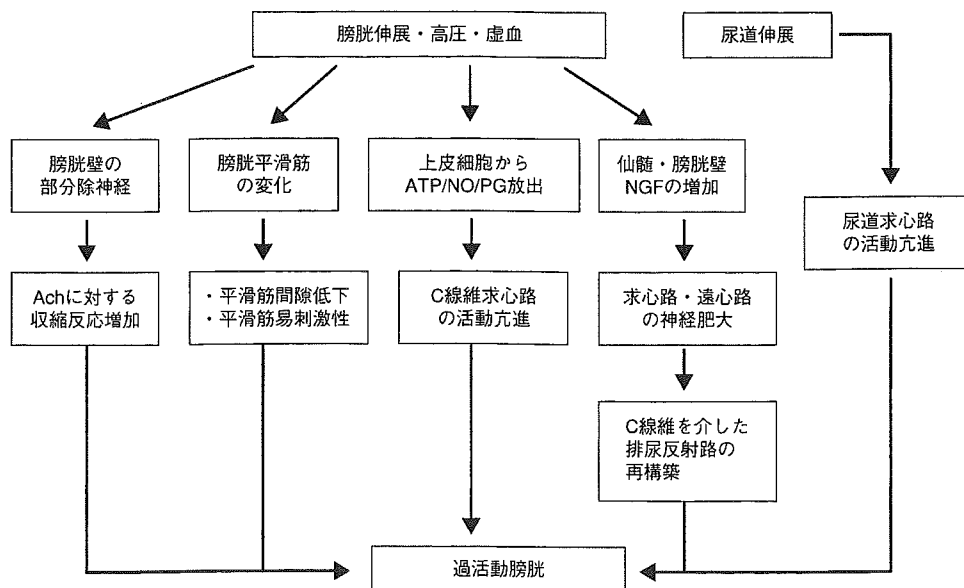 膀胱伸展・高圧・虚血
尿道伸展
膀胱壁の
部分除神経
膀胱平滑筋
の変化
上皮細胞から
ATP/NO/PG放出
仙髄・膀胱壁
NGFの増加
尿道求心路
の活動亢進
Achに対する
収縮反応増加
・平滑筋間隙低下
・平滑筋易刺激性
C線維求心路
の活動亢進
求心路・遠心路
の神経肥大
C線維を介した
排尿反射路の
再構築
過活動膀胱